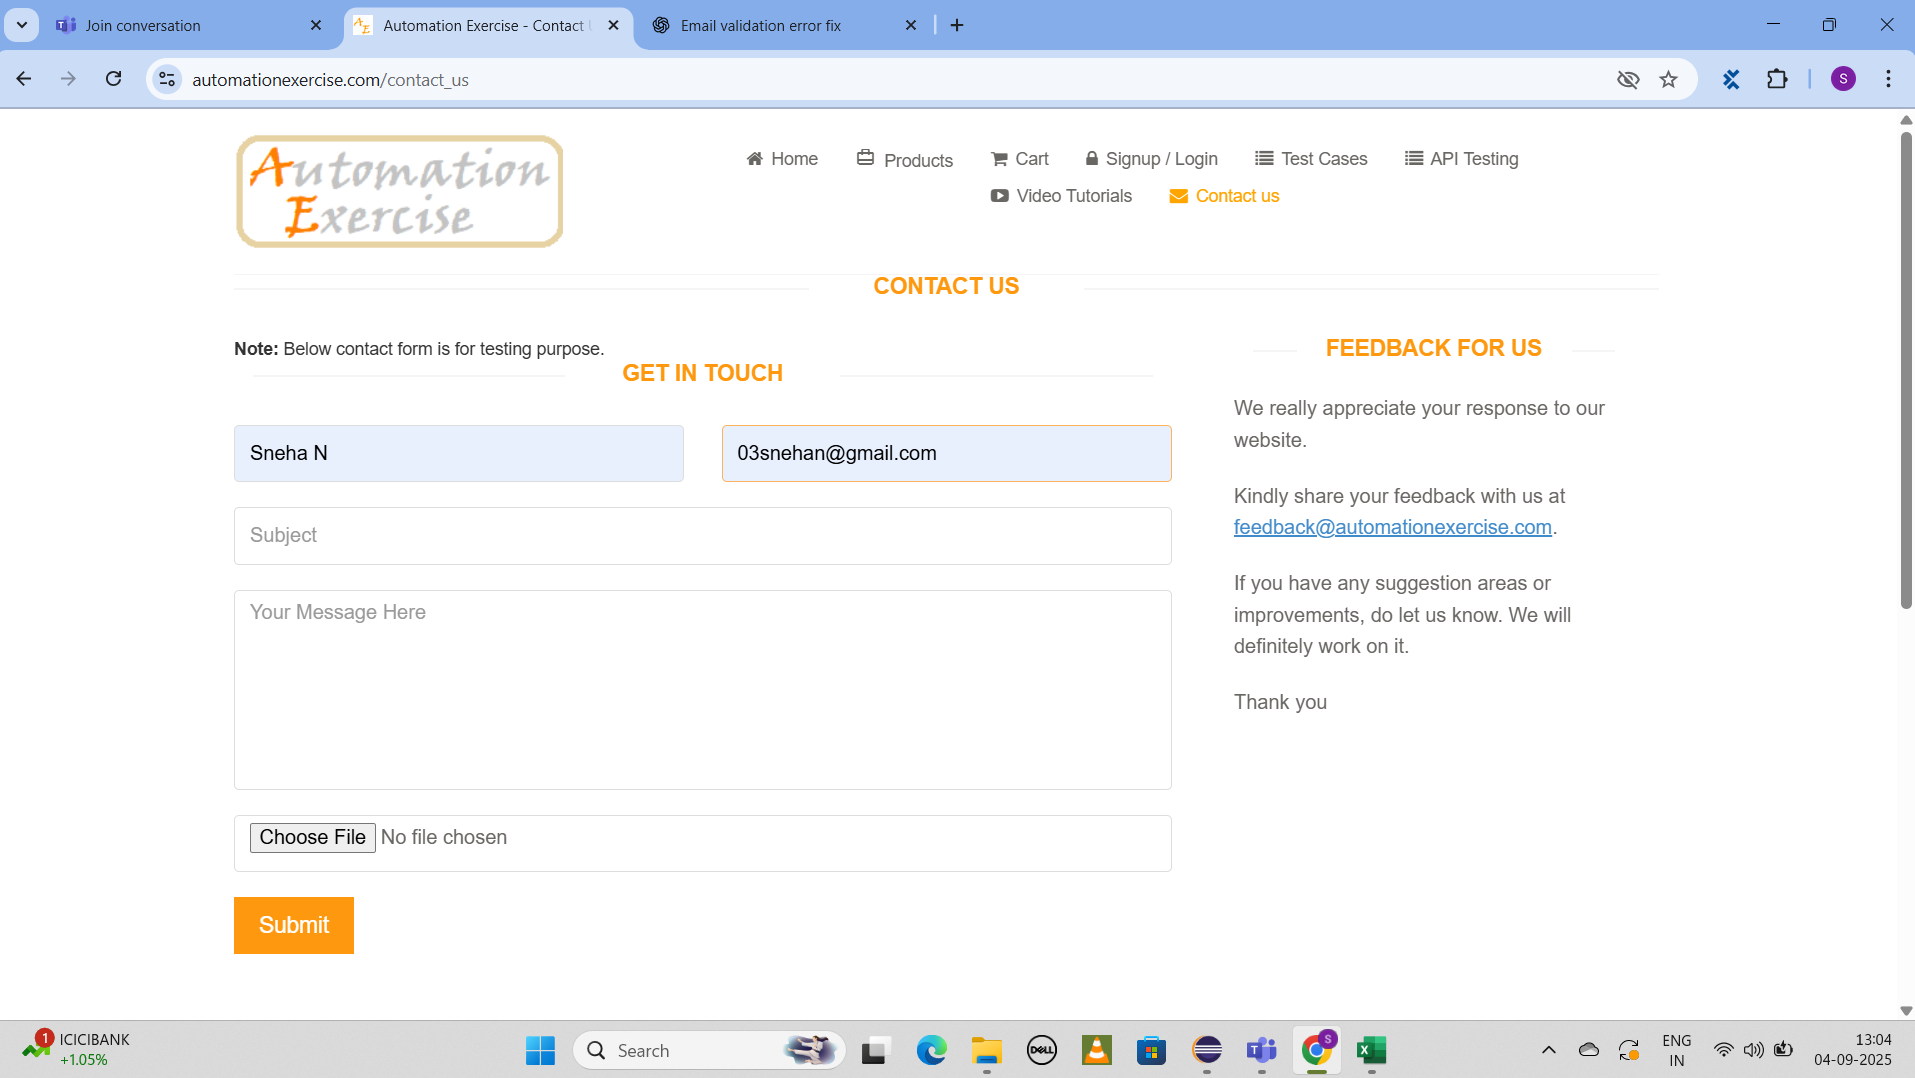 Join conversation
Automation Exercise - Contact
Email validation error fix
automationexercise.com/contact_us
S
Automation
Exercise
Home
Products
Cart
Signup / Login
Test Cases
API Testing
Video Tutorials
Contact us
CONTACT US
Note: Below contact form is for testing purpose.
GET IN TOUCH
Sneha N
03snehan@gmail.com
Subject
Your Message Here
Choose File No file chosen
Submit
FEEDBACK FOR US
We really appreciate your response to our
website.
Kindly share your feedback with us at
feedback@automationexercise.com.
If you have any suggestion areas or
improvements, do let us know. We will
definitely work on it.
Thank you
1
ICICIBANK
+1.05%
Search
DELL
S
ENG
IN
13:04
04-09-2025